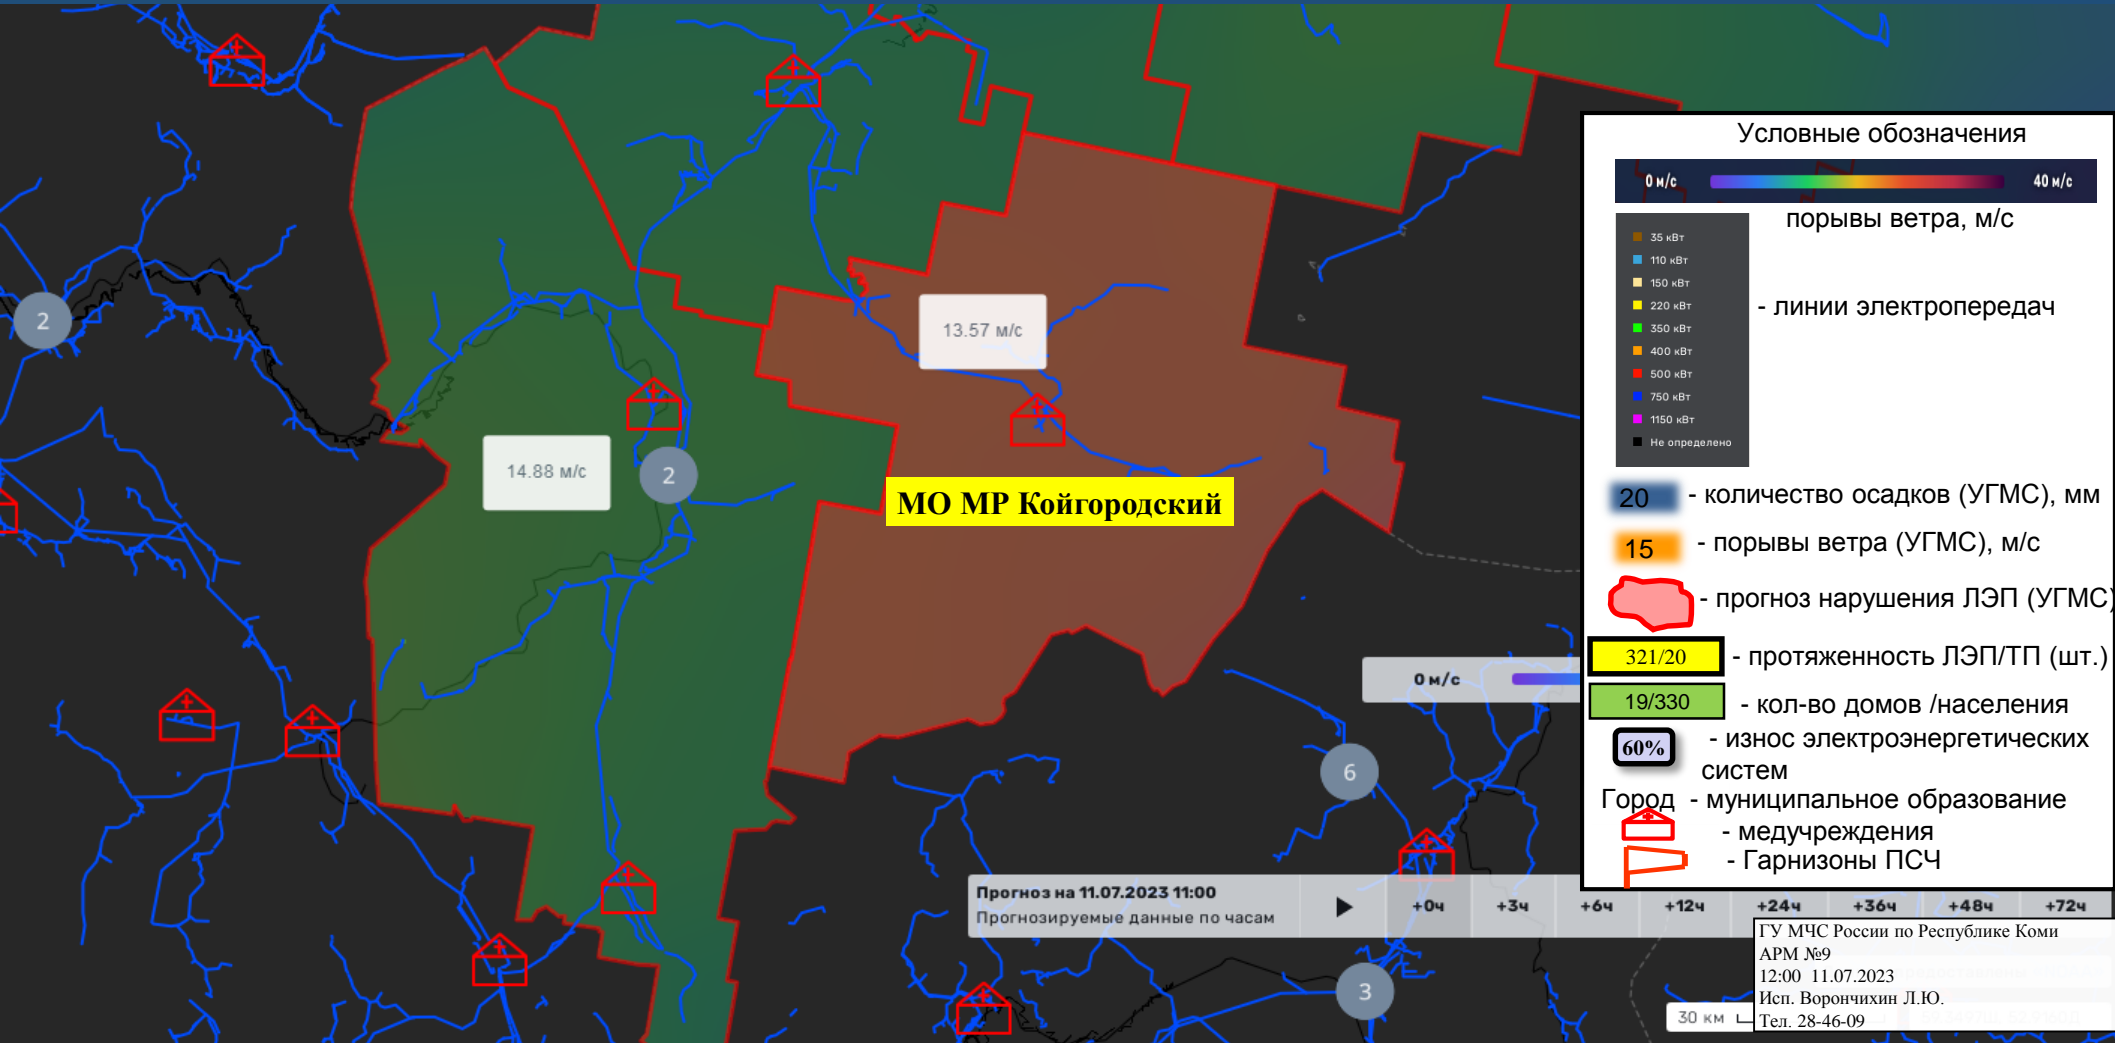 2
13.57 м/с
14.88 м/с
2
МО МР Койгородский
Условные обозначения
0 м/с
40 м/с
порывы ветра, м/с
35 кВт
110 кВт
150 кВт
220 кВт
350 кВт
400 кВт
500 кВт
750 кВт
1150 кВт
Не определено
- линии электропередач
20 - количество осадков (УГМС), мм
15 - порывы ветра (УГМС), м/с
- прогноз нарушения ЛЭП (УГМС)
321/20 - протяженность ЛЭП/ТП (шт.)
19/330 - кол-во домов /населения
60% - износ электроэнергетических
систем
Город - муниципальное образование
- медучреждения
- Гарнизоны ПСЧ
0 м/с
6
3
Прогноз на 11.07.2023 11:00
Прогнозируемые данные по часам
+0ч +3ч +6ч +12ч +24ч +36ч +48ч +72ч
ГУ МЧС России по Республике Коми
АРМ №9
12:00 11.07.2023
Исп. Ворончихин Л.Ю.
Тел. 28-46-09
30 км